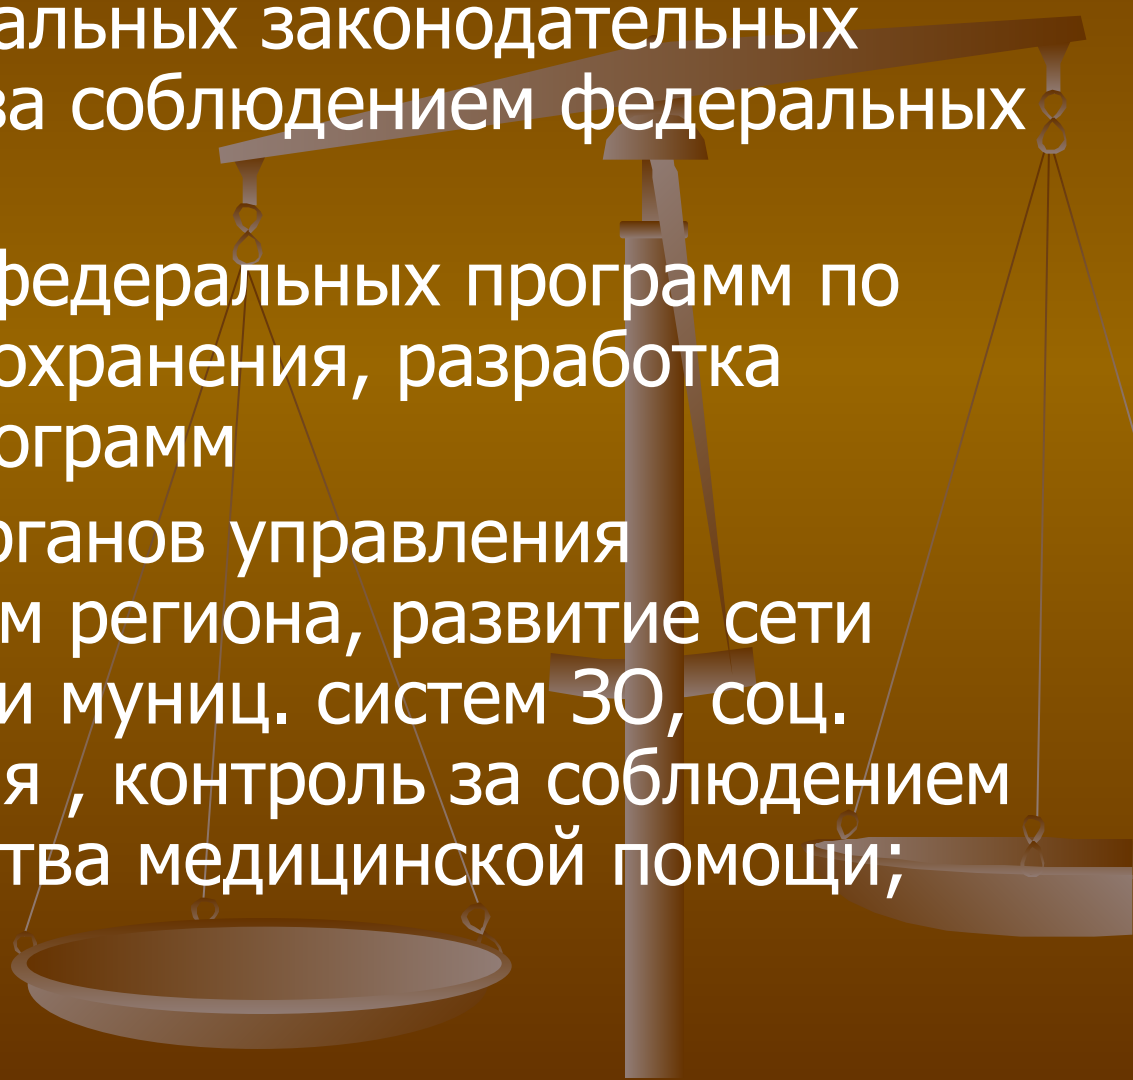 альных законодательных
за соблюдением федеральных
федеральных программ по
охранения, разработка
ограмм
рганов управления
м региона, развитие сети
и муниц. систем ЗО, соц.
я , контроль за соблюдением
тва медицинской помощи;